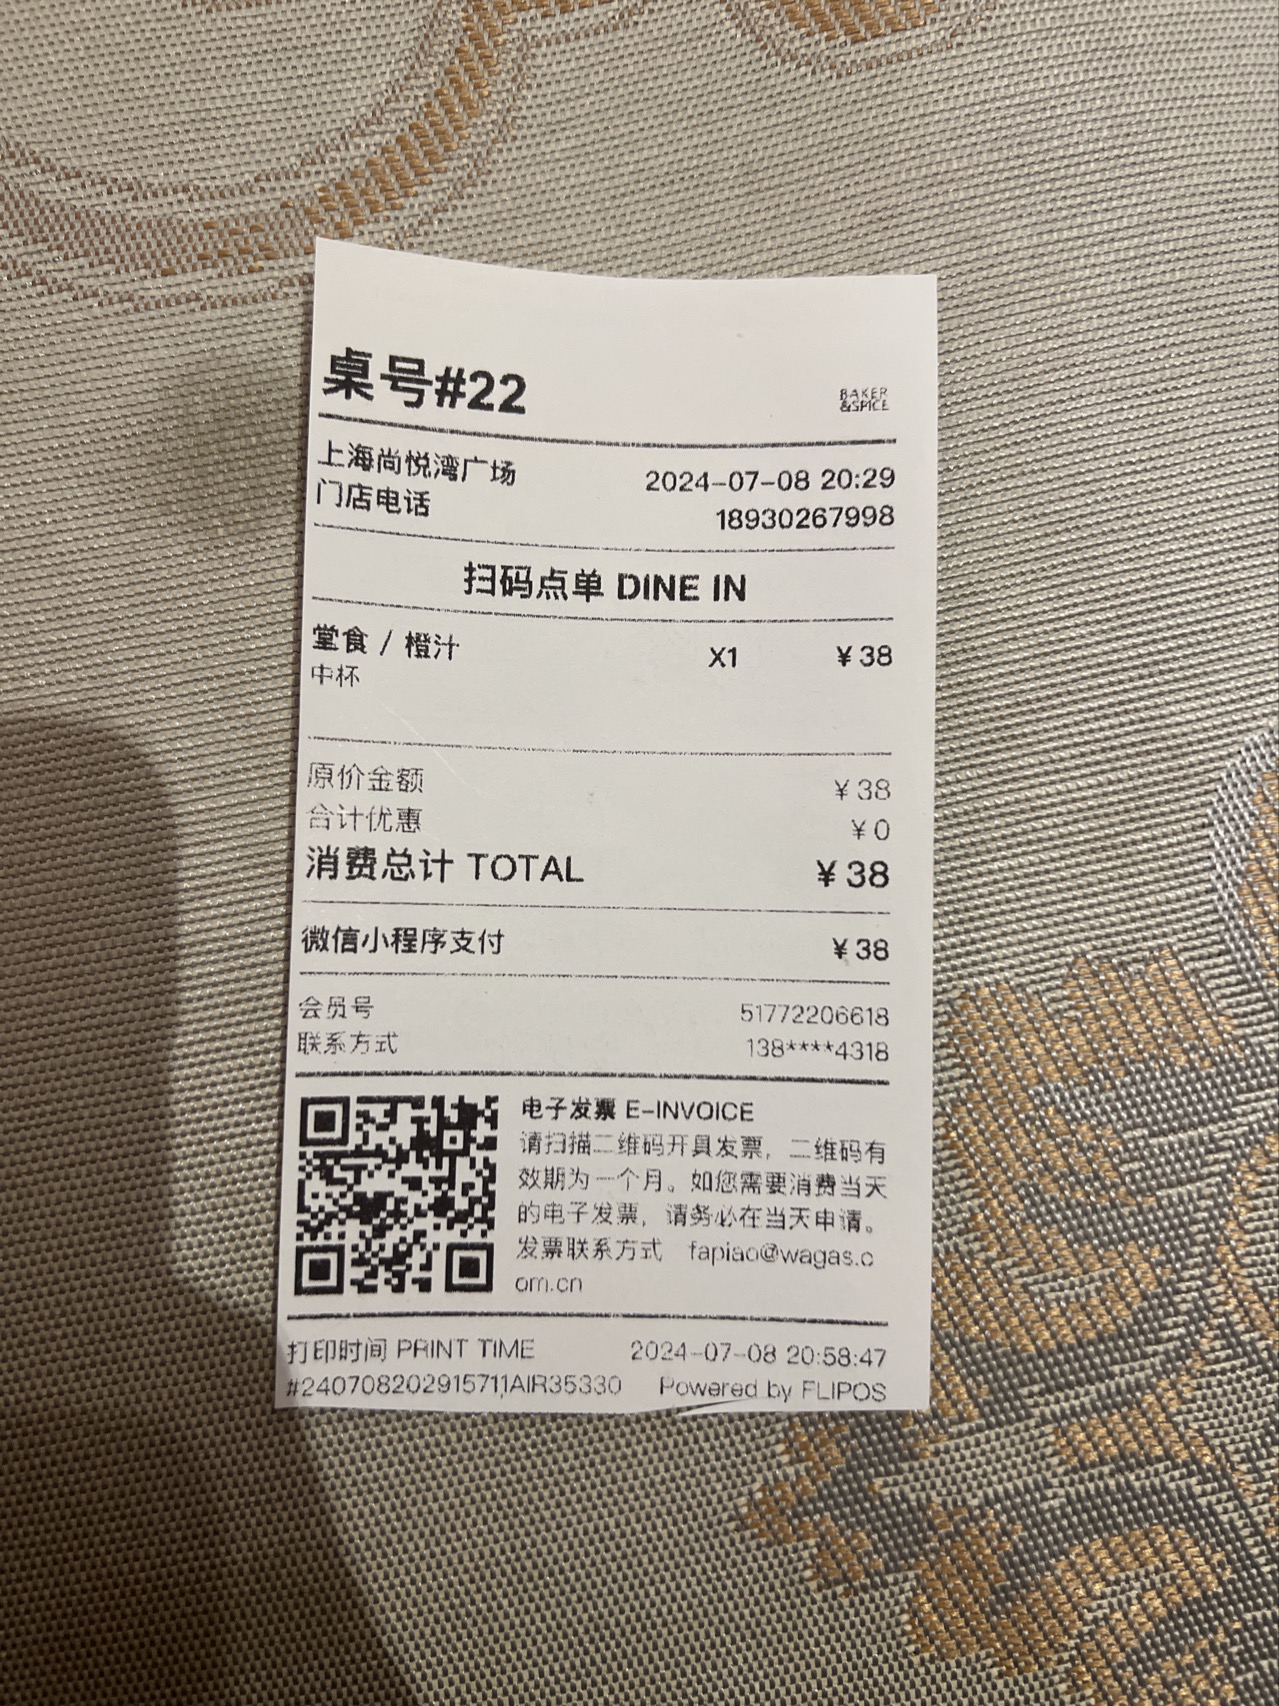 桌号#22
BAKER
&SPICE
上海尚悦湾广场 2024-07-08 20:29
门店电话 18930267998
扫码点单 DINE IN
堂食 / 橙汁 X1 ¥38
中杯
原价金额 ¥38
合计优惠 ¥0
消费总计 TOTAL ¥38
微信小程序支付 ¥38
会员号 51772206618
联系方式 138****4318
电子发票 E-INVOICE
请扫描二维码开具发票，二维码有
效期为一个月。如您需要消费当天
的电子发票，请务必在当天申请。
发票联系方式 fapiao@wagas.c
om.cn
打印时间 PRINT TIME 2024-07-08 20:58:47
#240708202915711AIR35330 Powered by FLIPOS